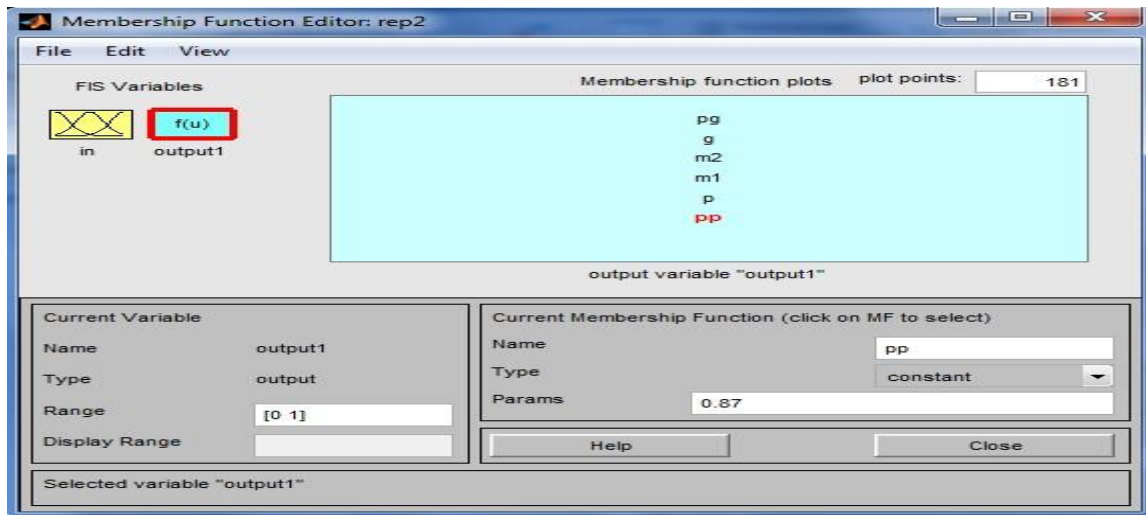 Membership Function Editor: rep2
File Edit View
FIS Variables
Membership function plots plot points: 181
f(u)
in output1
pg
g
m2
m1
p
pp
output variable "output1"
Current Variable
Name output1
Type output
Range [0 1]
Display Range
Current Membership Function (click on MF to select)
Name pp
Type constant
Params 0.87
Help Close
Selected variable "output1"